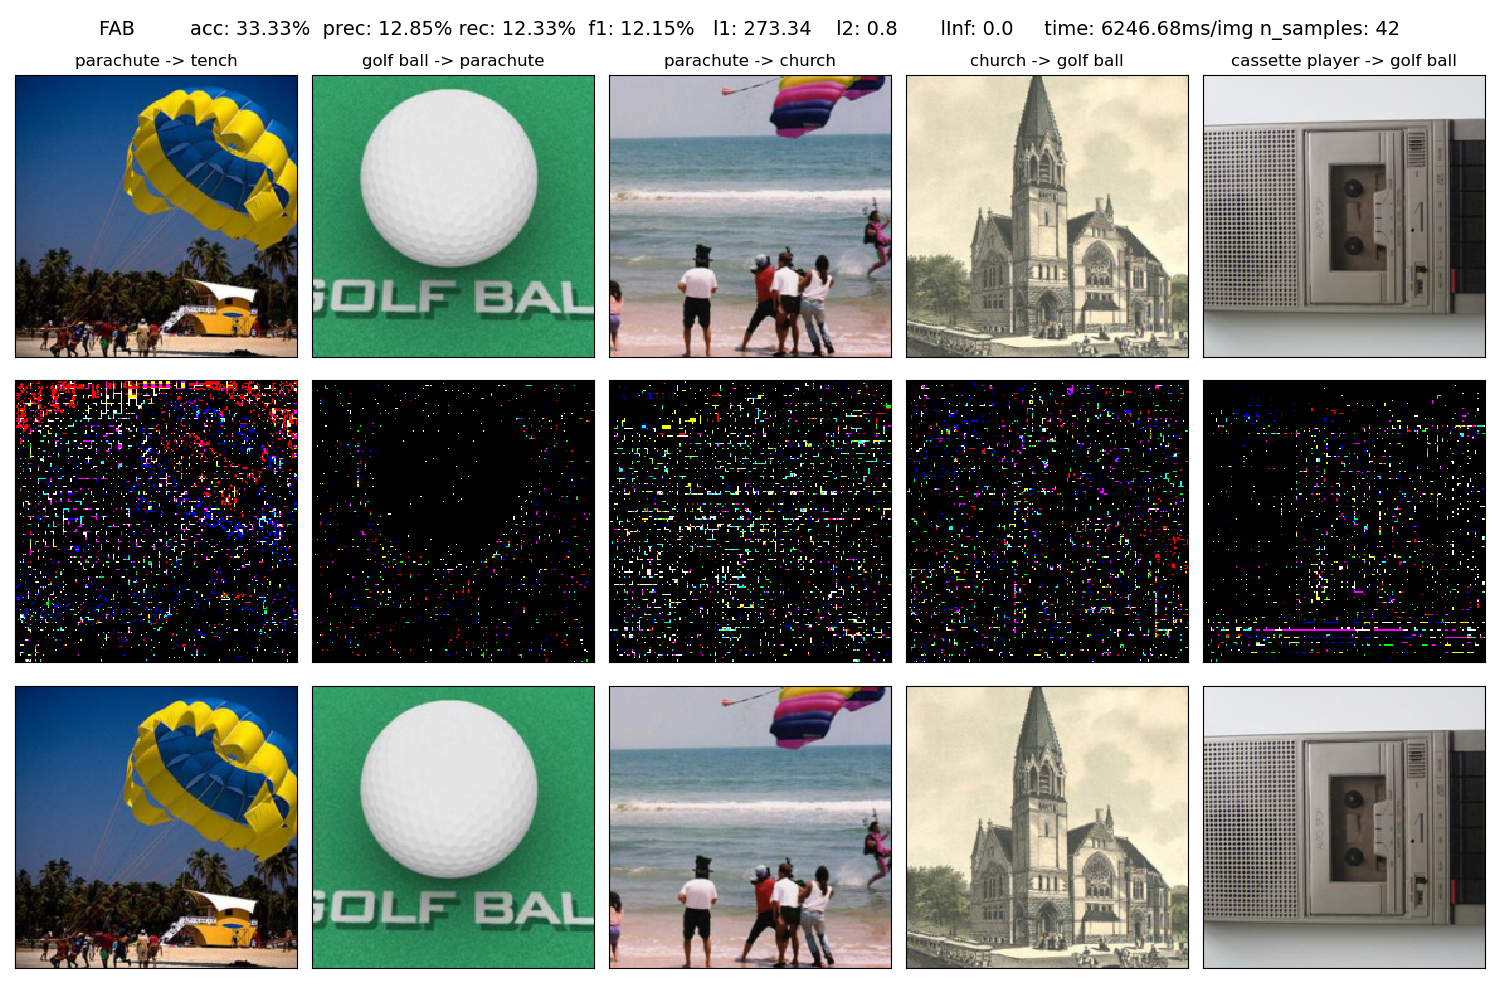 FAB acc: 33.33% prec: 12.85% rec: 12.33% f1: 12.15% l1: 273.34 l2: 0.8 lInf: 0.0 time: 6246.68ms/img n_samples: 42
parachute -> tench
golf ball -> parachute
parachute -> church
church -> golf ball
cassette player -> golf ball
GOLF BAL
GOLF BAL